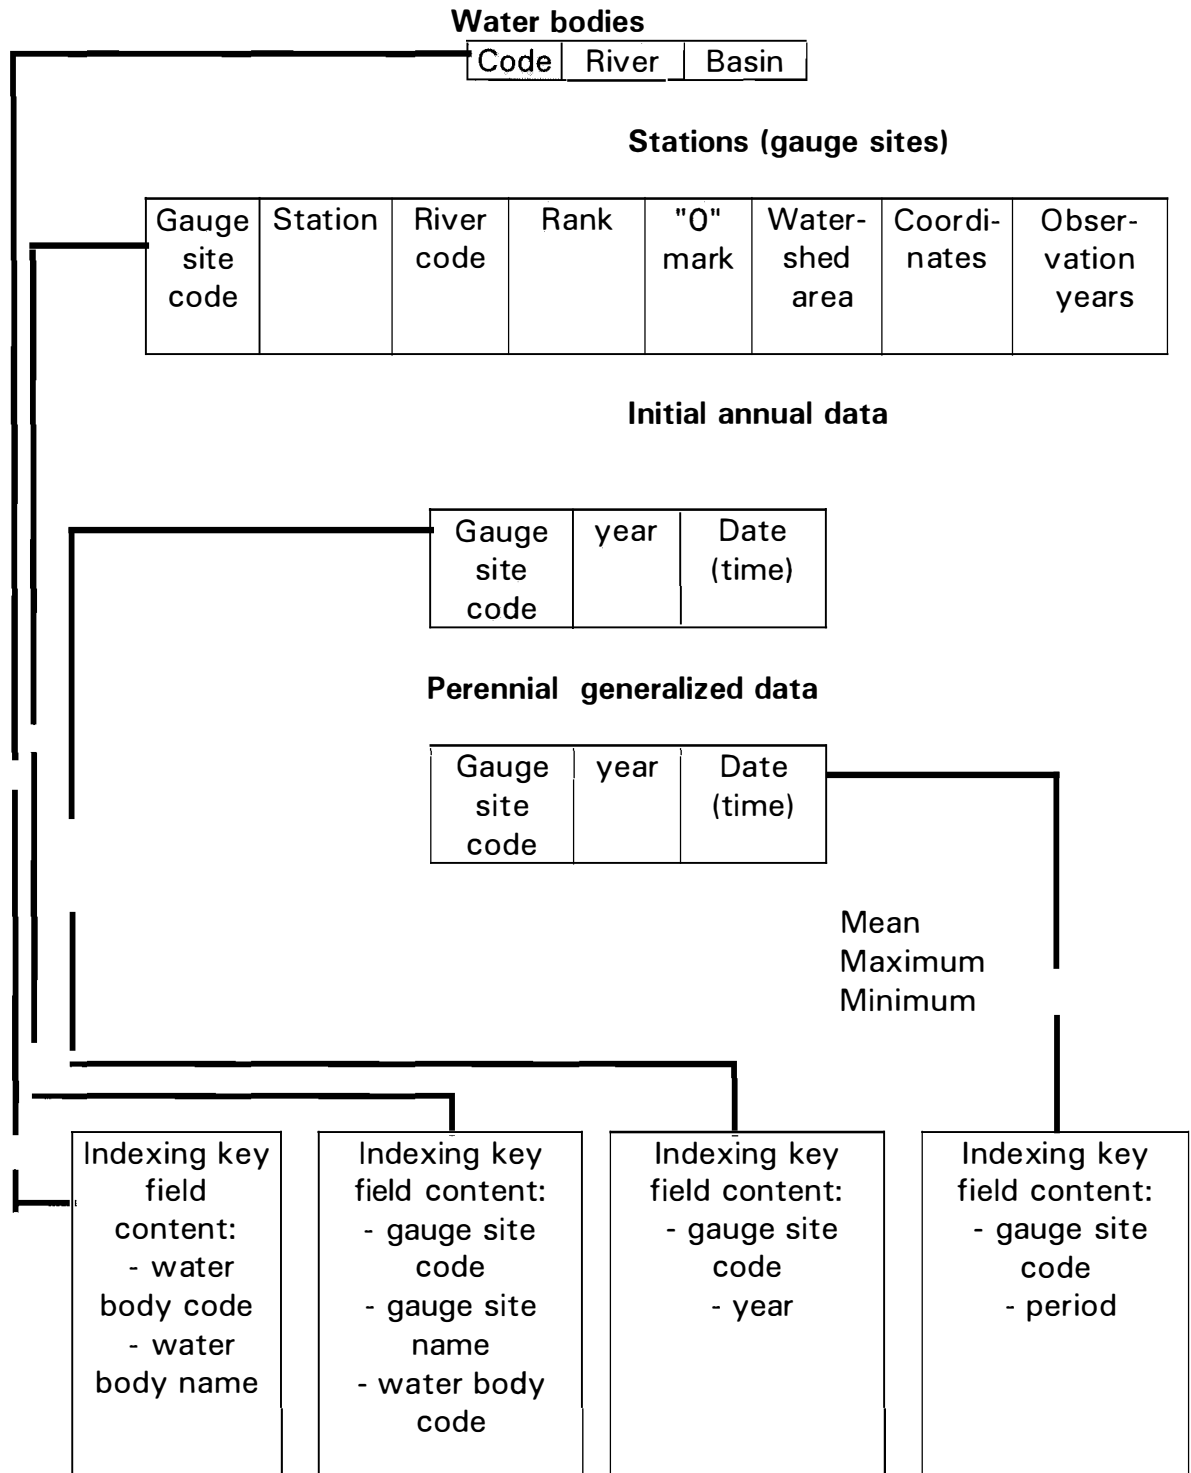 Water bodies
Code River Basin
Stations (gauge sites)
Gauge site code
Station
River code
Rank
"0" mark
Water- shed area
Coordi- nates
Obser- vation years
Initial annual data
Gauge site code
year
Date (time)
Perennial generalized data
Gauge site code
year
Date (time)
Mean
Maximum
Minimum
Indexing key
field
content:
- water
body code
- water
body name
Indexing key
field content:
- gauge site
code
- gauge site
name
- water body
code
Indexing key
field content:
- gauge site
code
- year
Indexing key
field content:
- gauge site
code
- period